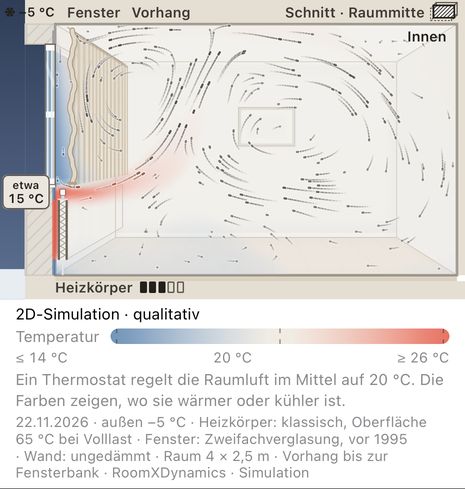 −5 °C Fenster Vorhang Schnitt · Raummitte
Innen
etwa
15 °C
Heizkörper
2D-Simulation · qualitativ
Temperatur
≤ 14 °C 20 °C ≥ 26 °C
Ein Thermostat regelt die Raumluft im Mittel auf 20 °C. Die
Farben zeigen, wo sie wärmer oder kühler ist.
22.11.2026 · außen −5 °C · Heizkörper: klassisch, Oberfläche
65 °C bei Volllast · Fenster: Zweifachverglasung, vor 1995
· Wand: ungedämmt · Raum 4 × 2,5 m · Vorhang bis zur
Fensterbank · RoomXDynamics · Simulation